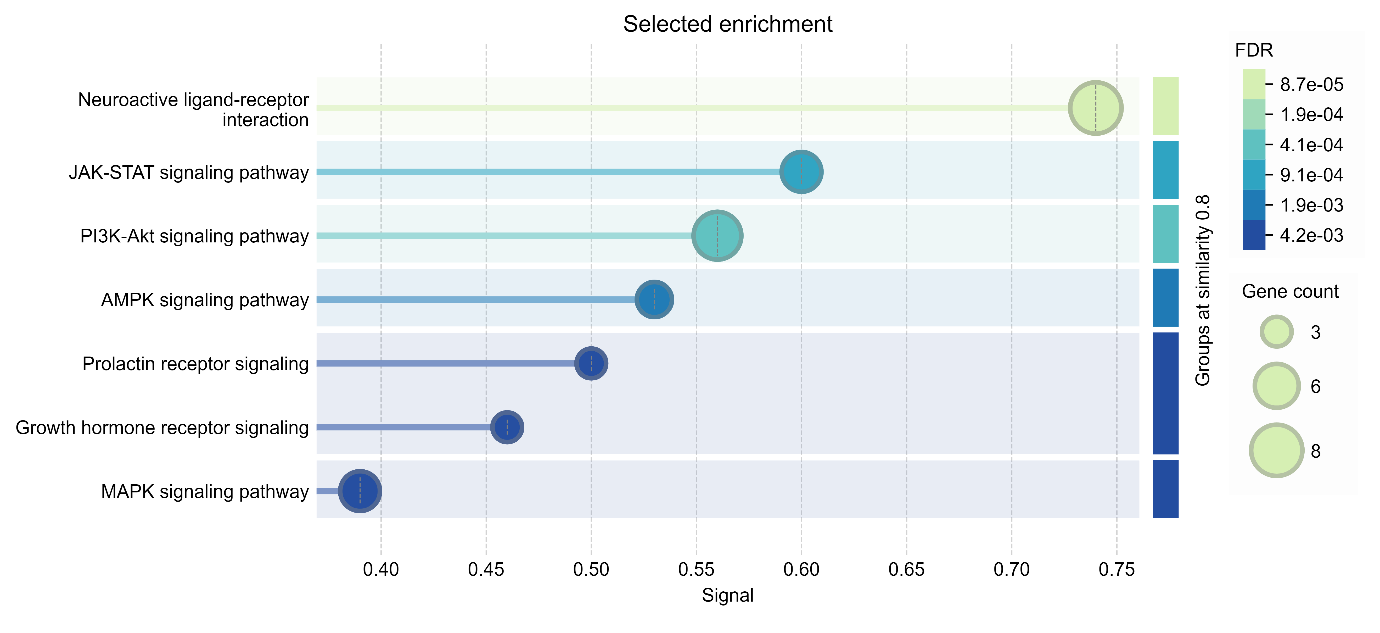 Selected enrichment
Neuroactive ligand-receptor
interaction
JAK-STAT signaling pathway
PI3K-Akt signaling pathway
AMPK signaling pathway
Prolactin receptor signaling
Growth hormone receptor signaling
MAPK signaling pathway
0.40 0.45 0.50 0.55 0.60 0.65 0.70 0.75
Signal
Groups at similarity 0.8
FDR
8.7e-05
1.9e-04
4.1e-04
9.1e-04
1.9e-03
4.2e-03
Gene count
3
6
8